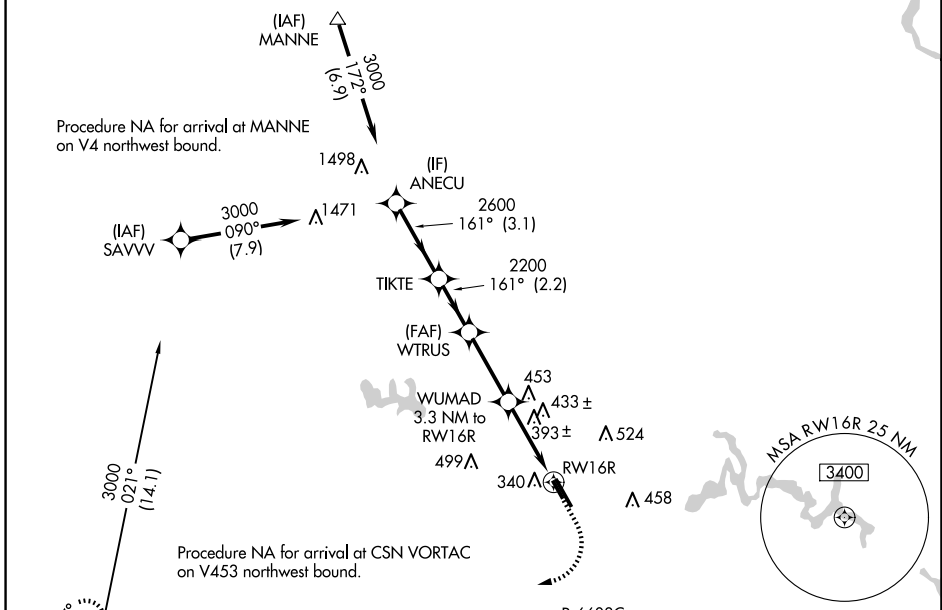 (IAF)
MANNE
3000
172°
(6.9)
Procedure NA for arrival at MANNE
on V4 northwest bound.
1498
(IF)
ANECU
1471
3000
090°
(7.9)
(IAF)
SAVVV
2600
161° (3.1)
TIKTE
2200
161° (2.2)
(FAF)
WTRUS
WUMAD
3.3 NM to
RW16R
453
433 ±
393 ±
524
499
340
RW16R
458
MSA RW16R 25 NM
3400
3000
021°
(14.1)
Procedure NA for arrival at CSN VORTAC
on V453 northwest bound.